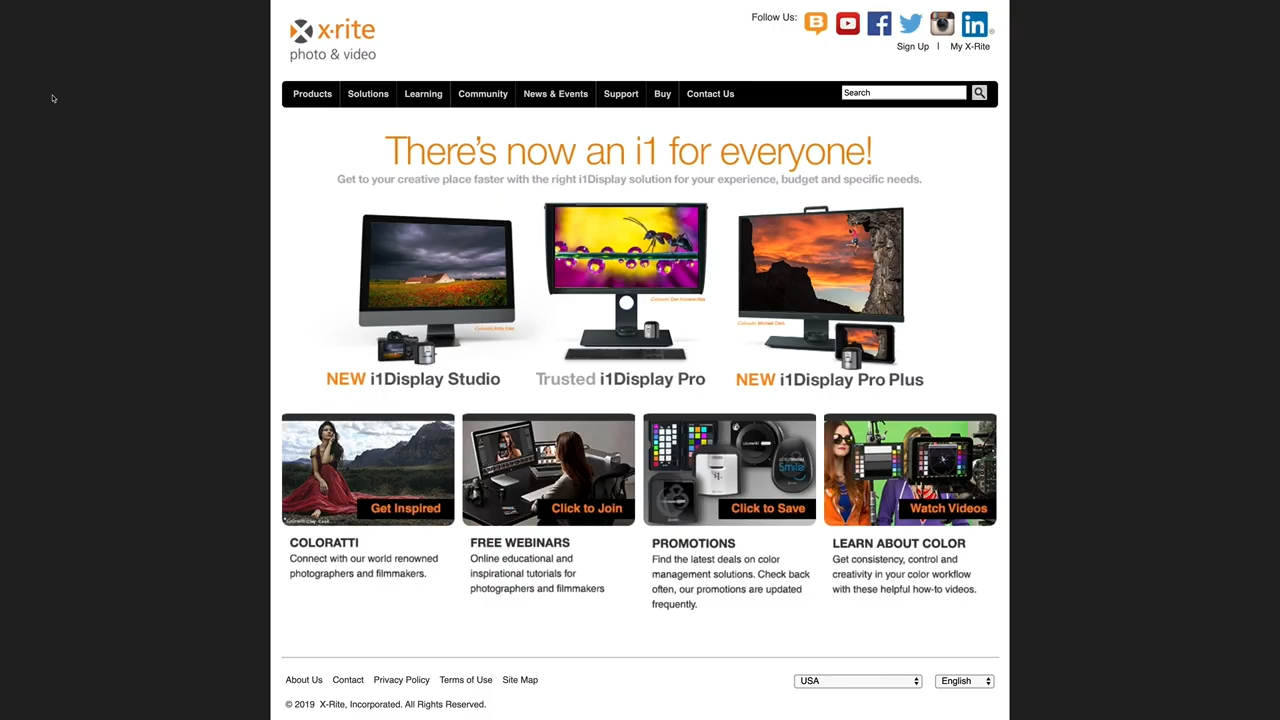 x·rite
photo & video
Follow Us:
Sign Up | My X-Rite
Products Solutions Learning Community News & Events Support Buy Contact Us Search
There's now an i1 for everyone!
Get to your creative place faster with the right i1Display solution for your experience, budget and specific needs.
NEW i1Display Studio
Trusted i1Display Pro
NEW i1Display Pro Plus
Get Inspired
Click to Join
Click to Save
Watch Videos
COLORATTI
Connect with our world renowned
photographers and filmmakers.
FREE WEBINARS
Online educational and
inspirational tutorials for
photographers and filmmakers
PROMOTIONS
Find the latest deals on color
management solutions. Check back
often, our promotions are updated
frequently.
LEARN ABOUT COLOR
Get consistency, control and
creativity in your color workflow
with these helpful how-to videos.
About Us Contact Privacy Policy Terms of Use Site Map
USA English
© 2019 X-Rite, Incorporated. All Rights Reserved.